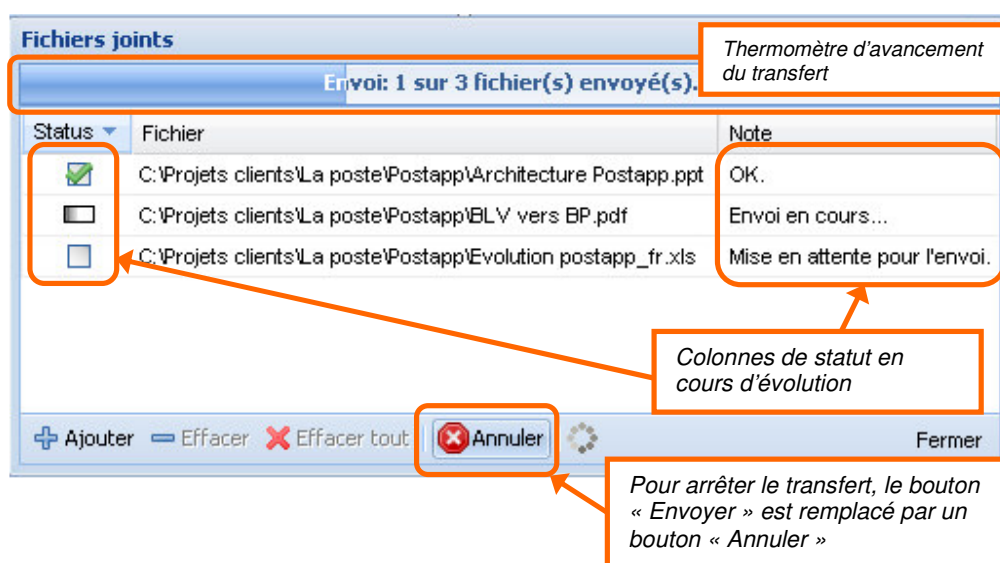 Fichiers joints
Thermomètre d'avancement
du transfert
Envoi: 1 sur 3 fichier(s) envoyé(s).
Status Fichier Note
C:\Projets clients\La poste\Postapp\Architecture Postapp.ppt OK.
C:\Projets clients\La poste\Postapp\BLV vers BP.pdf Envoi en cours...
C:\Projets clients\La poste\Postapp\Evolution postapp_fr.xls Mise en attente pour l'envoi.
Colonnes de statut en
cours d'évolution
Ajouter Effacer Effacer tout Annuler Fermer
Pour arrêter le transfert, le bouton
« Envoyer » est remplacé par un
bouton « Annuler »